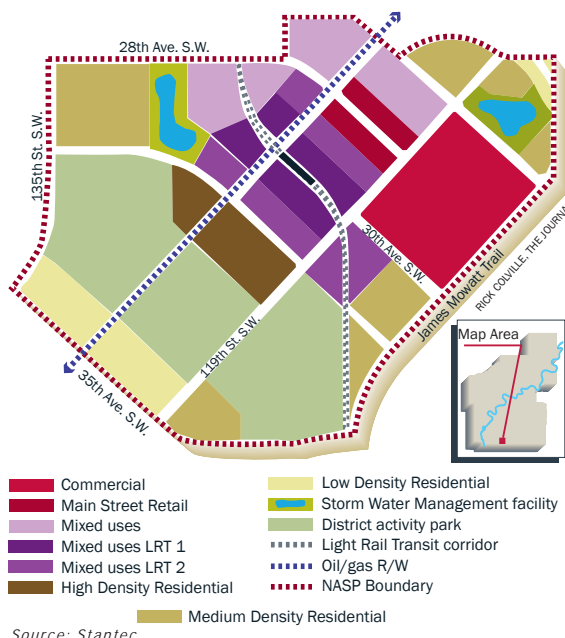 28th Ave. S.W.
135th St. S.W.
30th Ave. S.W.
119th St. S.W.
35th Ave. S.W.
James Mowatt Trail
RICK COLVILLE, THE JOURNA
Map Area
Commercial
Main Street Retail
Mixed uses
Mixed uses LRT 1
Mixed uses LRT 2
High Density Residential
Low Density Residential
Storm Water Management facility
District activity park
Light Rail Transit corridor
Oil/gas R/W
NASP Boundary
Medium Density Residential
Source: Stantec